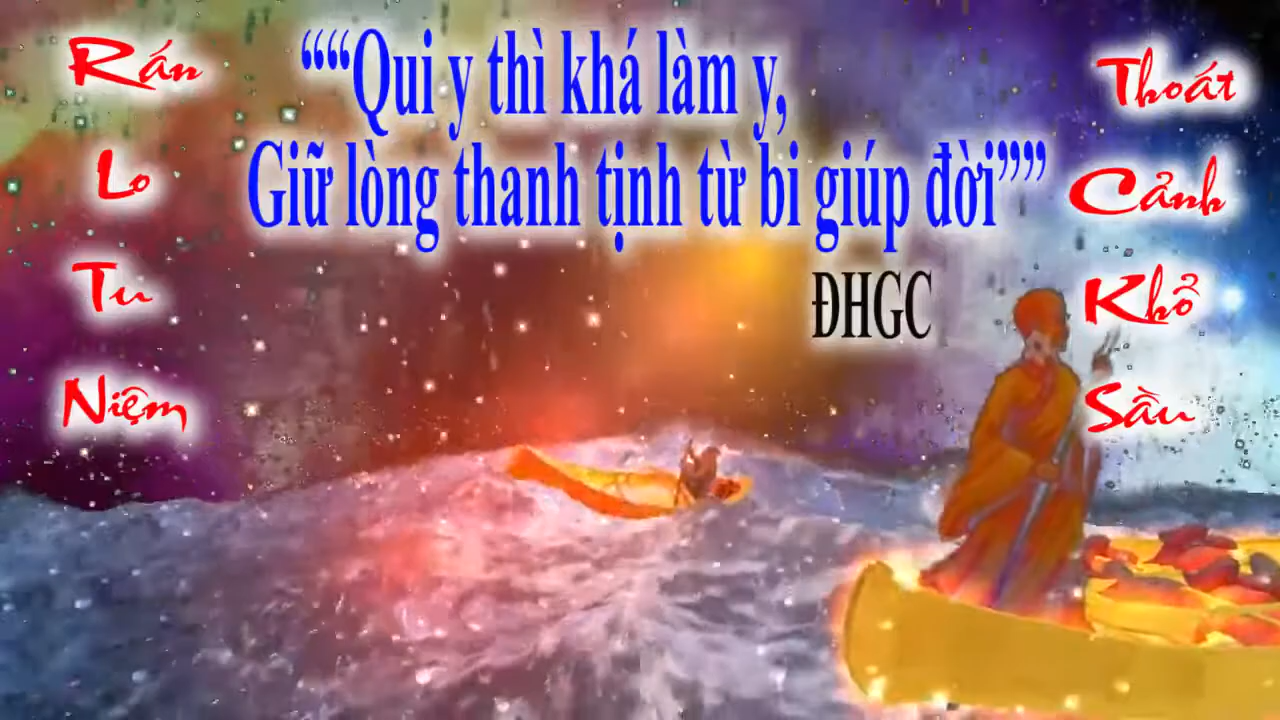 ““Qui y thì khá làm y,
Giữ lòng thanh tịnh từ bi giúp đời””
ĐHGC
Rán
Lo
Tu
Niệm
Thoát
Cảnh
Khổ
Sầu